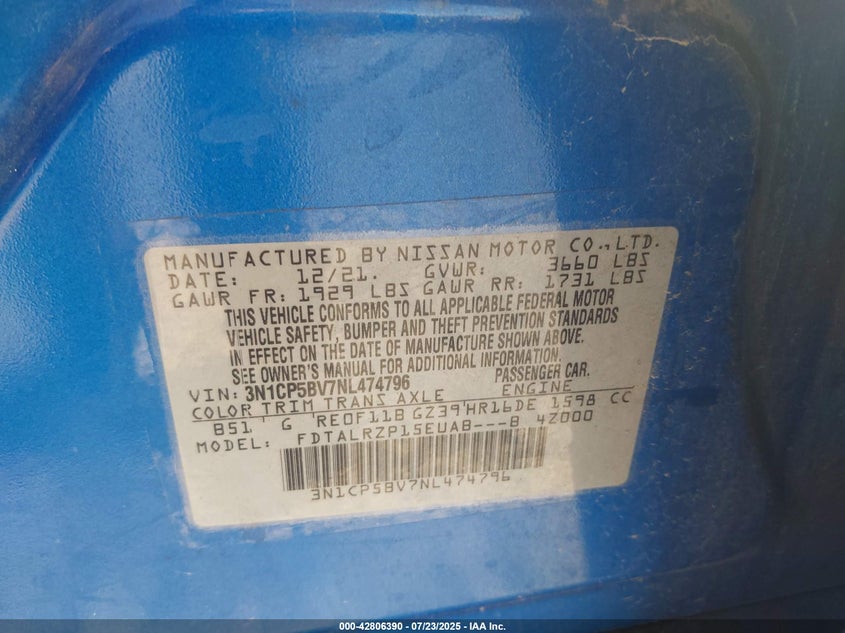 MANUFACTURED BY NISSAN MOTOR CO.,LTD.
DATE: 12/21. GVWR: 3660 LBS
GAWR FR: 1929 LBS GAWR RR: 1731 LBS
THIS VEHICLE CONFORMS TO ALL APPLICABLE FEDERAL MOTOR
VEHICLE SAFETY, BUMPER AND THEFT PREVENTION STANDARDS
IN EFFECT ON THE DATE OF MANUFACTURE SHOWN ABOVE.
SEE OWNER'S MANUAL FOR ADDITIONAL INFORMATION.
VIN: 3N1CP5BV7NL474796 PASSENGER CAR.
COLOR TRIM TRANS AXLE ENGINE
B51 G RE0F11B GZ39 HR16DE 1598 CC
MODEL: FDTALRZP15EUAB---B 4Z000
3N1CP5BV7NL474796
000-42806390 - 07/23/2025 - IAA Inc.